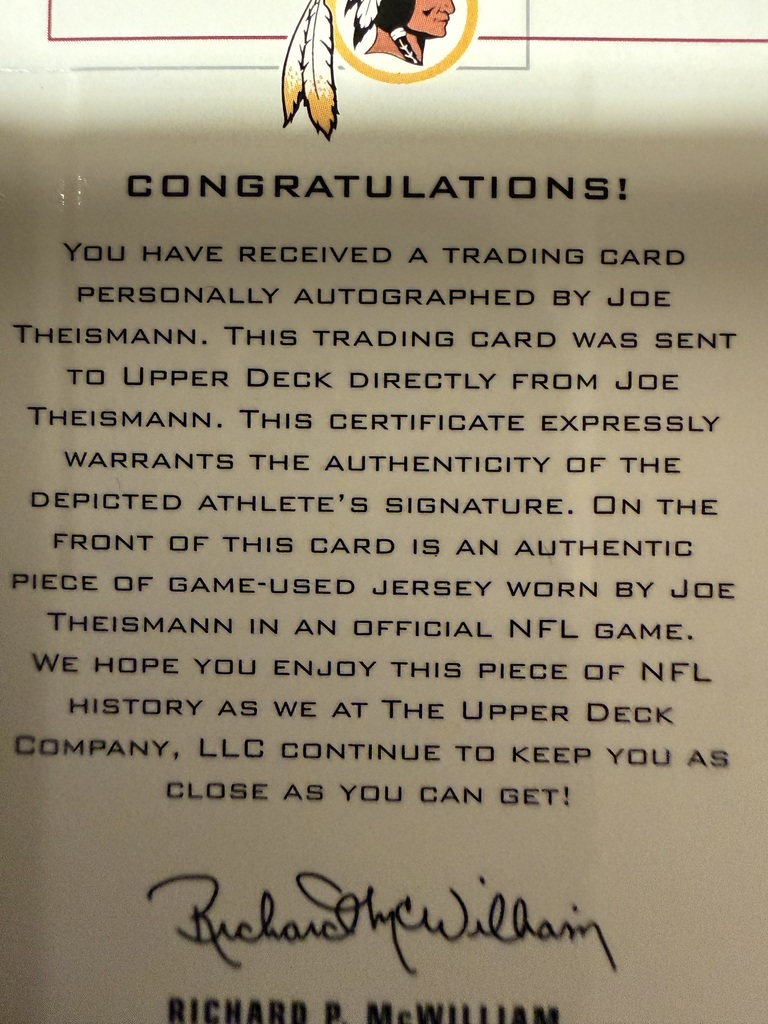 CONGRATULATIONS!
YOU HAVE RECEIVED A TRADING CARD
PERSONALLY AUTOGRAPHED BY JOE
THEISMANN. THIS TRADING CARD WAS SENT
TO UPPER DECK DIRECTLY FROM JOE
THEISMANN. THIS CERTIFICATE EXPRESSLY
WARRANTS THE AUTHENTICITY OF THE
DEPICTED ATHLETE'S SIGNATURE. ON THE
FRONT OF THIS CARD IS AN AUTHENTIC
PIECE OF GAME-USED JERSEY WORN BY JOE
THEISMANN IN AN OFFICIAL NFL GAME.
WE HOPE YOU ENJOY THIS PIECE OF NFL
HISTORY AS WE AT THE UPPER DECK
COMPANY, LLC CONTINUE TO KEEP YOU AS
CLOSE AS YOU CAN GET!
Richard McWilliam
RICHARD P. McWILLIAM